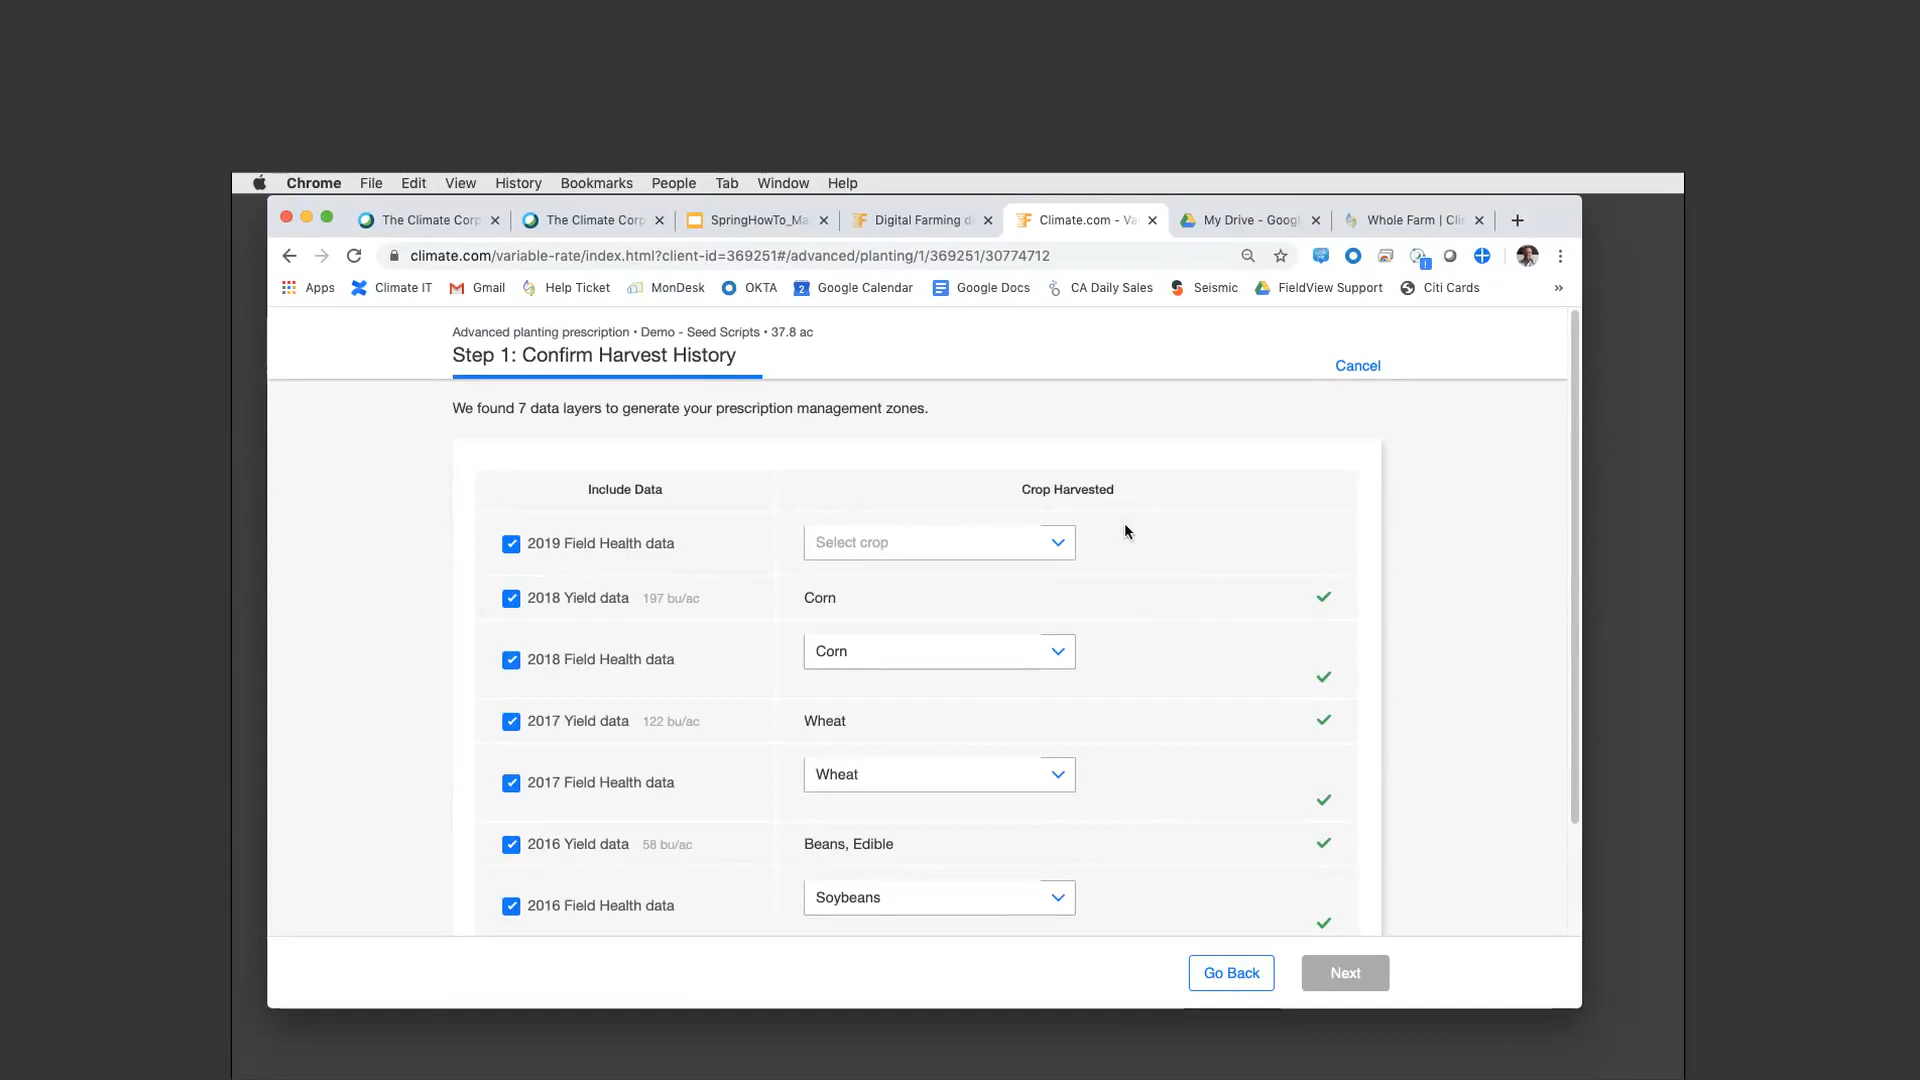 Chrome File Edit View History Bookmarks People Tab Window Help
The Climate Corp The Climate Corp SpringHowTo_Ma Digital Farming d Climate.com - Va My Drive - Googl Whole Farm | Clim
climate.com/variable-rate/index.html?client-id=369251#/advanced/planting/1/369251/30774712
Apps Climate IT Gmail Help Ticket MonDesk OKTA 2 Google Calendar Google Docs CA Daily Sales Seismic FieldView Support Citi Cards »
Advanced planting prescription • Demo - Seed Scripts • 37.8 ac
Step 1: Confirm Harvest History
Cancel
We found 7 data layers to generate your prescription management zones.
Include Data Crop Harvested
2019 Field Health data Select crop
2018 Yield data 197 bu/ac Corn
2018 Field Health data Corn
2017 Yield data 122 bu/ac Wheat
2017 Field Health data Wheat
2016 Yield data 58 bu/ac Beans, Edible
2016 Field Health data Soybeans
Go Back Next